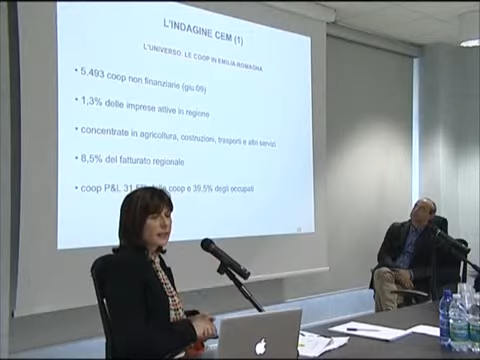 L'INDAGINE CEM (1)
L'UNIVERSO: LE COOP IN EMILIA-ROMAGNA
• 5.493 coop non finanziarie (giu.09)
• 1,3% delle imprese attive in regione
• concentrate in agricoltura, costruzioni, trasporti e altri servizi
• 8,5% del fatturato regionale
• coop P&L 31,5% delle coop e 39,5% degli occupati